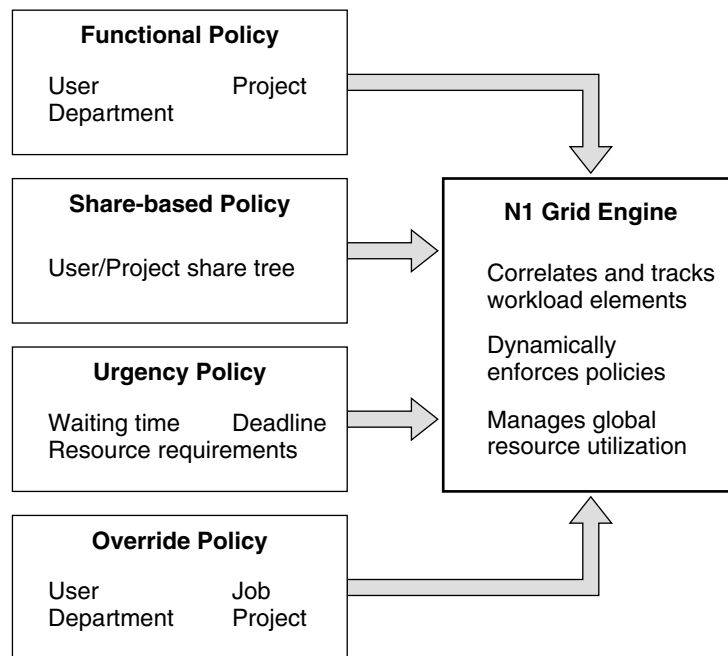 Functional Policy
User Project
Department
Share-based Policy
User/Project share tree
Urgency Policy
Waiting time Deadline
Resource requirements
Override Policy
User Job
Department Project
N1 Grid Engine
Correlates and tracks
workload elements
Dynamically
enforces policies
Manages global
resource utilization